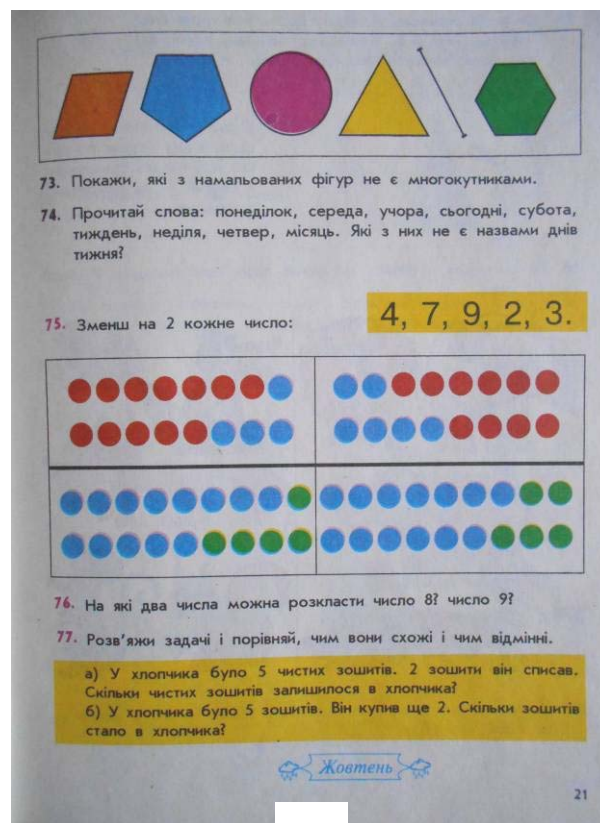 73. Покажи, які з намальованих фігур не є многокутниками.
74. Прочитай слова: понеділок, середа, учора, сьогодні, субота,
тиждень, неділя, четвер, місяць. Які з них не є назвами днів
тижня?
75. Зменш на 2 кожне число:
4, 7, 9, 2, 3.
76. На які два числа можна розкласти число 8? число 9?
77. Розв'яжи задачі і порівняй, чим вони схожі і чим відмінні.
а) У хлопчика було 5 чистих зошитів. 2 зошити він списав.
Скільки чистих зошитів залишилося в хлопчика?
б) У хлопчика було 5 зошитів. Він купив ще 2. Скільки зошитів
стало в хлопчика?
Жовтень
21